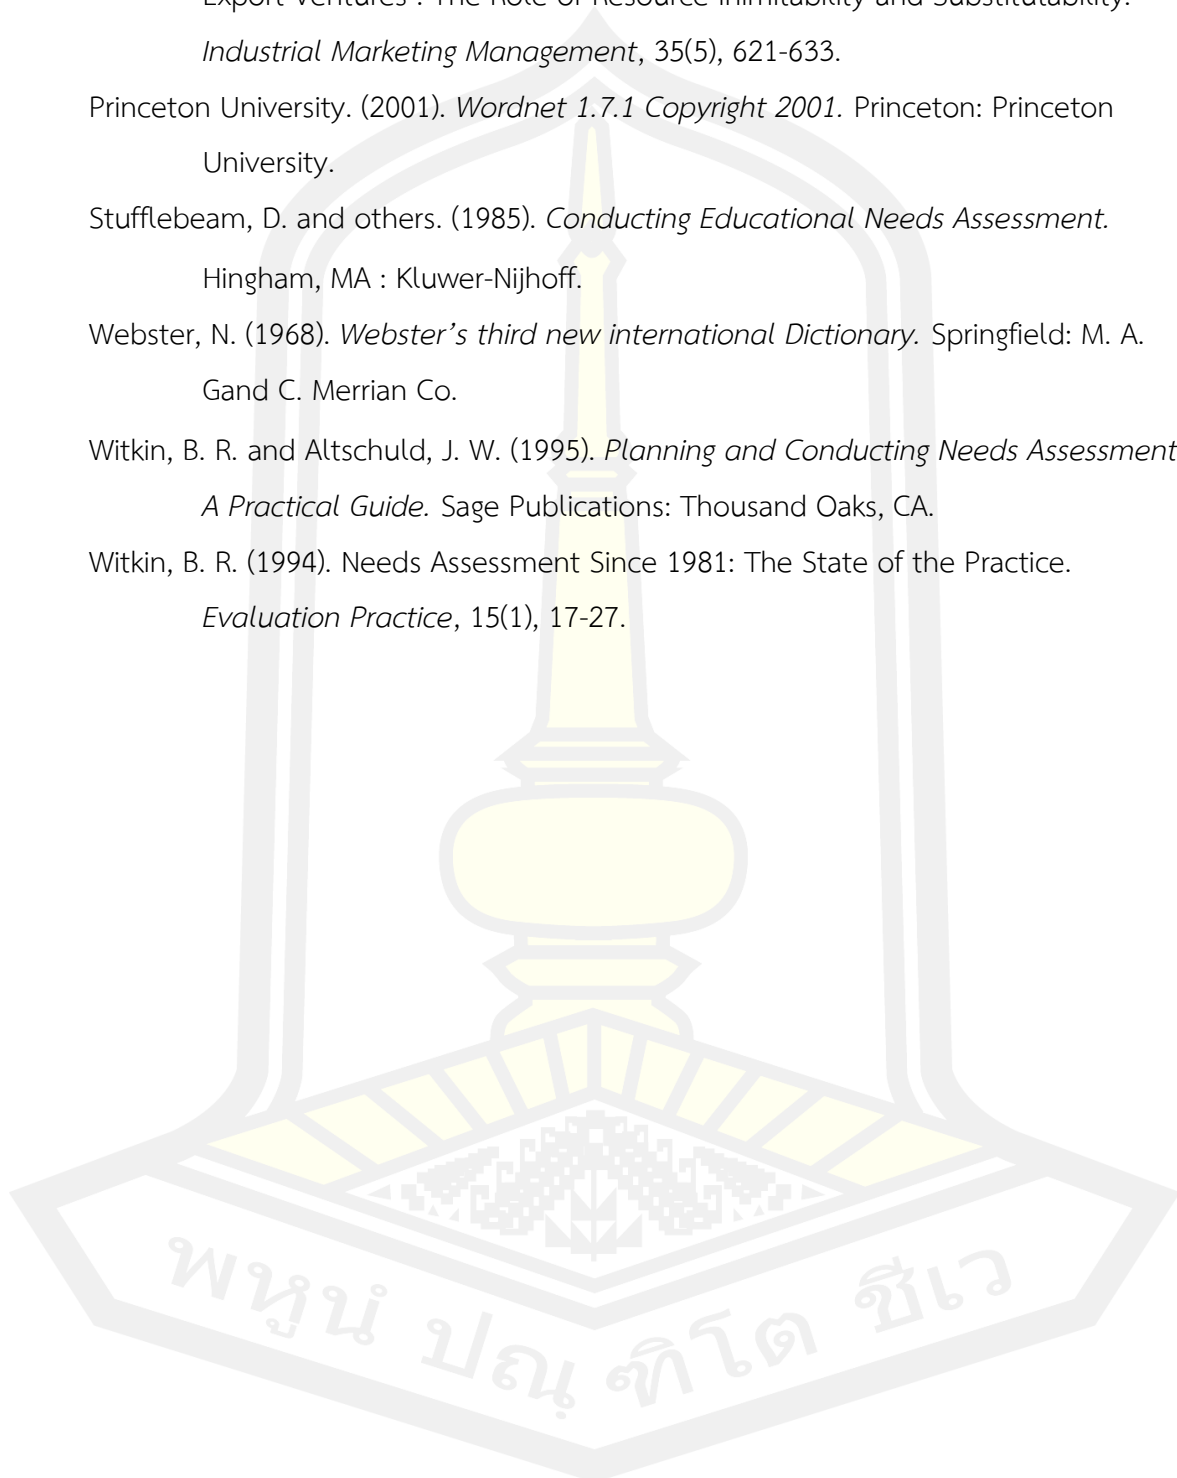 Export Ventures : The Role of Resource Inimitability and Substitutability.
Industrial Marketing Management, 35(5), 621-633.
Princeton University. (2001). Wordnet 1.7.1 Copyright 2001. Princeton: Princeton
University.
Stufflebeam, D. and others. (1985). Conducting Educational Needs Assessment.
Hingham, MA : Kluwer-Nijhoff.
Webster, N. (1968). Webster’s third new international Dictionary. Springfield: M. A.
Gand C. Merrian Co.
Witkin, B. R. and Altschuld, J. W. (1995). Planning and Conducting Needs Assessment
A Practical Guide. Sage Publications: Thousand Oaks, CA.
Witkin, B. R. (1994). Needs Assessment Since 1981: The State of the Practice.
Evaluation Practice, 15(1), 17-27.
พหูนํ ปณฺ ฑิโต ชีเว